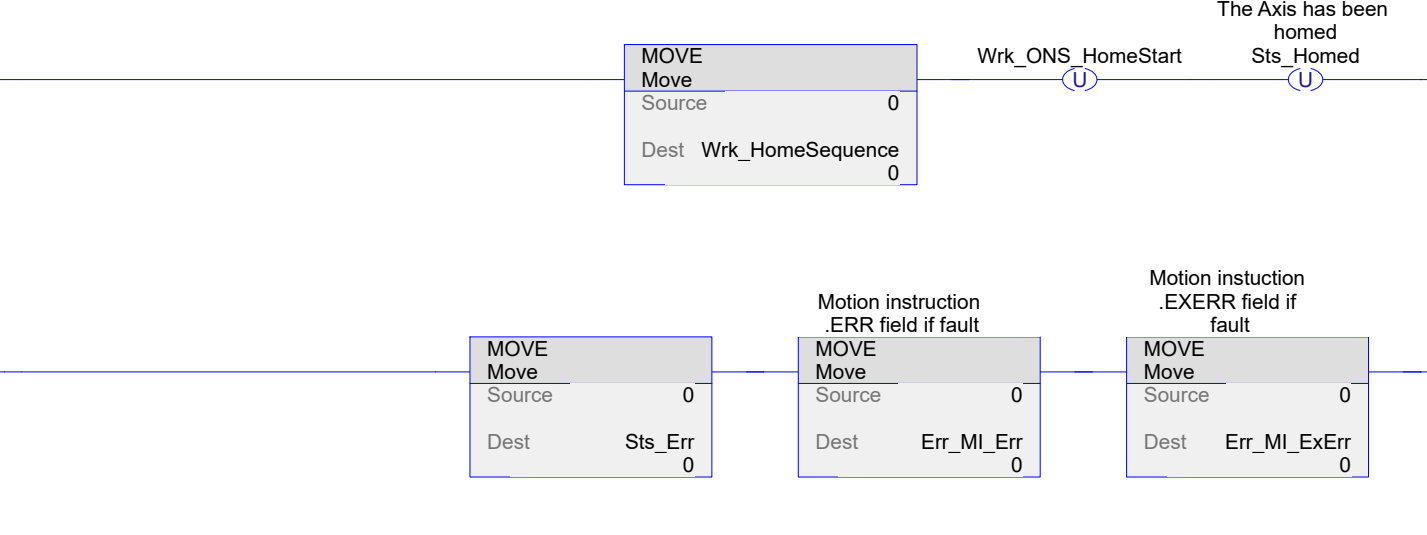 The Axis has been
homed
Wrk_ONS_HomeStart
Sts_Homed
MOVE
Move
U
U
Source 0
Dest Wrk_HomeSequence
0
Motion instuction
.EXERR field if
fault
Motion instruction
.ERR field if fault
MOVE
Move
Source 0
Dest Sts_Err
0
MOVE
Move
Source 0
Dest Err_MI_Err
0
MOVE
Move
Source 0
Dest Err_MI_ExErr
0